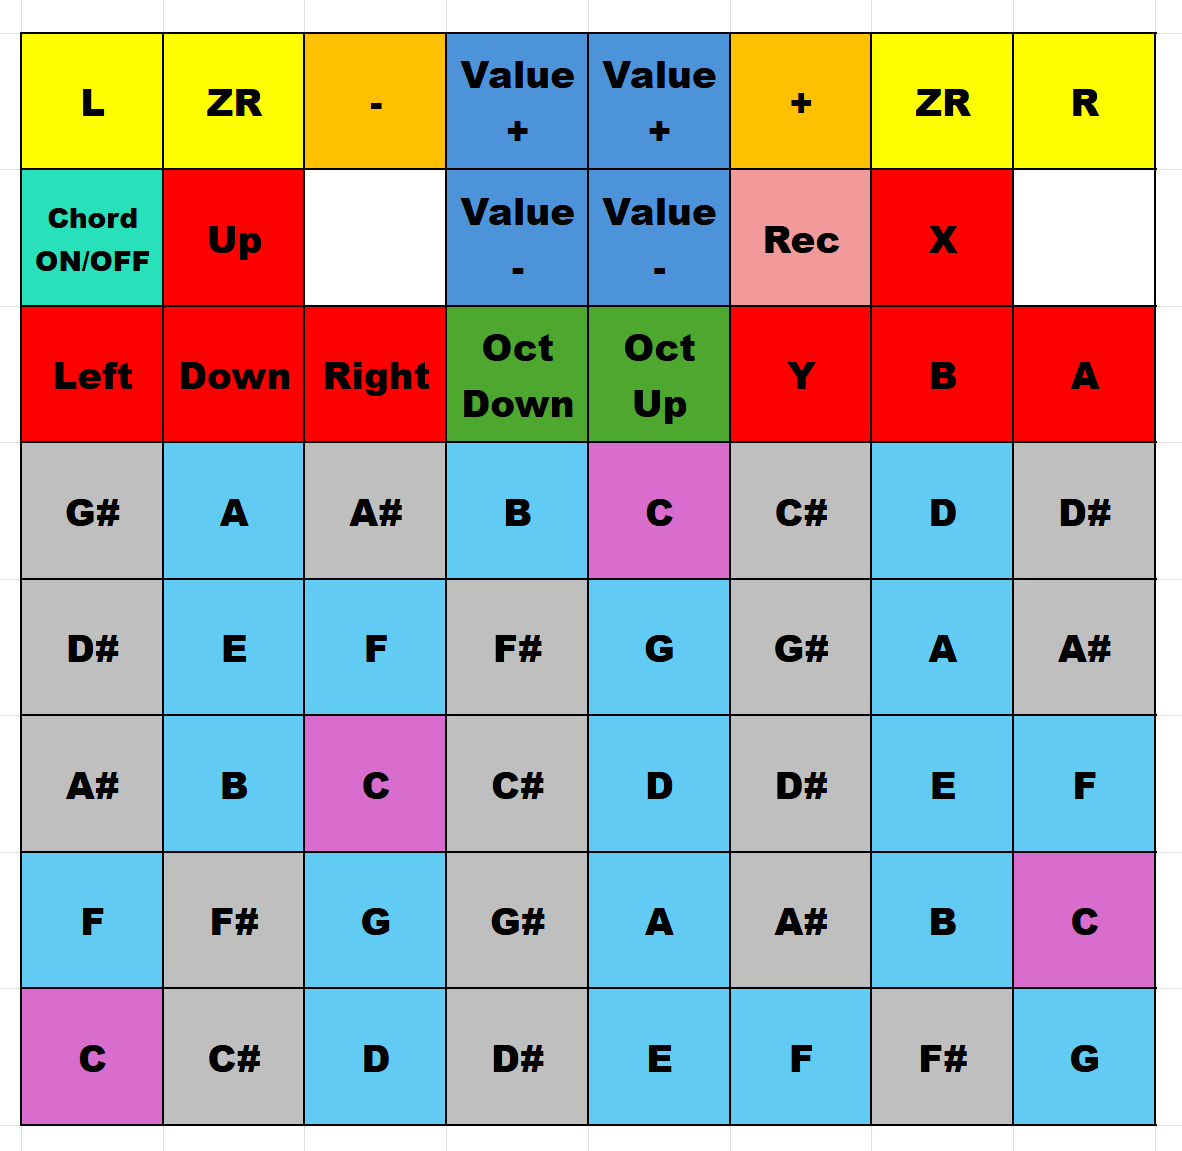 L ZR - Value + Value + + ZR R
Chord ON/OFF Up Value - Value - Rec X
Left Down Right Oct Down Oct Up Y B A
G# A A# B C C# D D#
D# E F F# G G# A A#
A# B C C# D D# E F
F F# G G# A A# B C
C C# D D# E F F# G